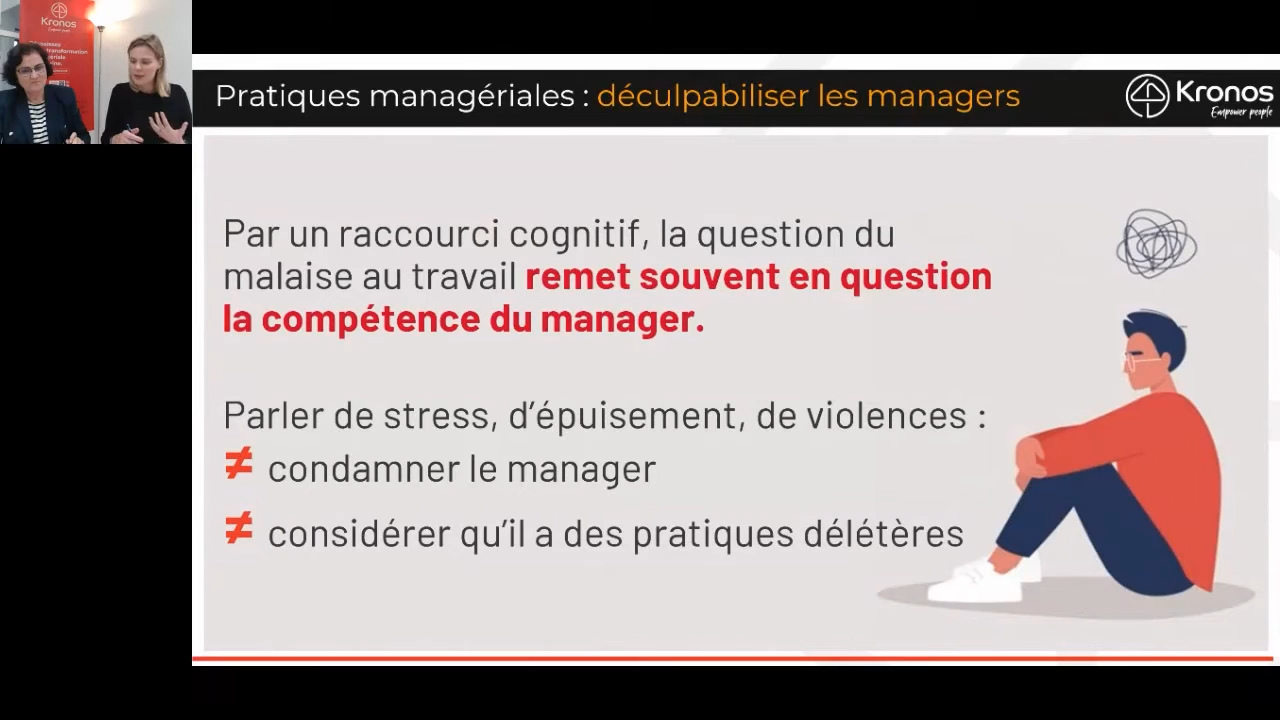 Kronos
Pratiques managériales : déculpabiliser les managers
Kronos
Empower people
Par un raccourci cognitif, la question du
malaise au travail remet souvent en question
la compétence du manager.
Parler de stress, d'épuisement, de violences :
≠ condamner le manager
≠ considérer qu'il a des pratiques délétères